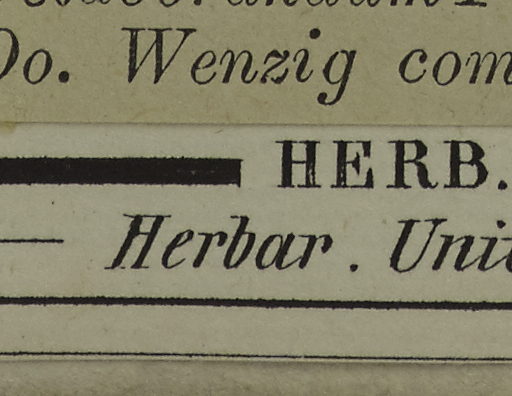 Do. Wenzig com
HERB.
Herbar. Uni